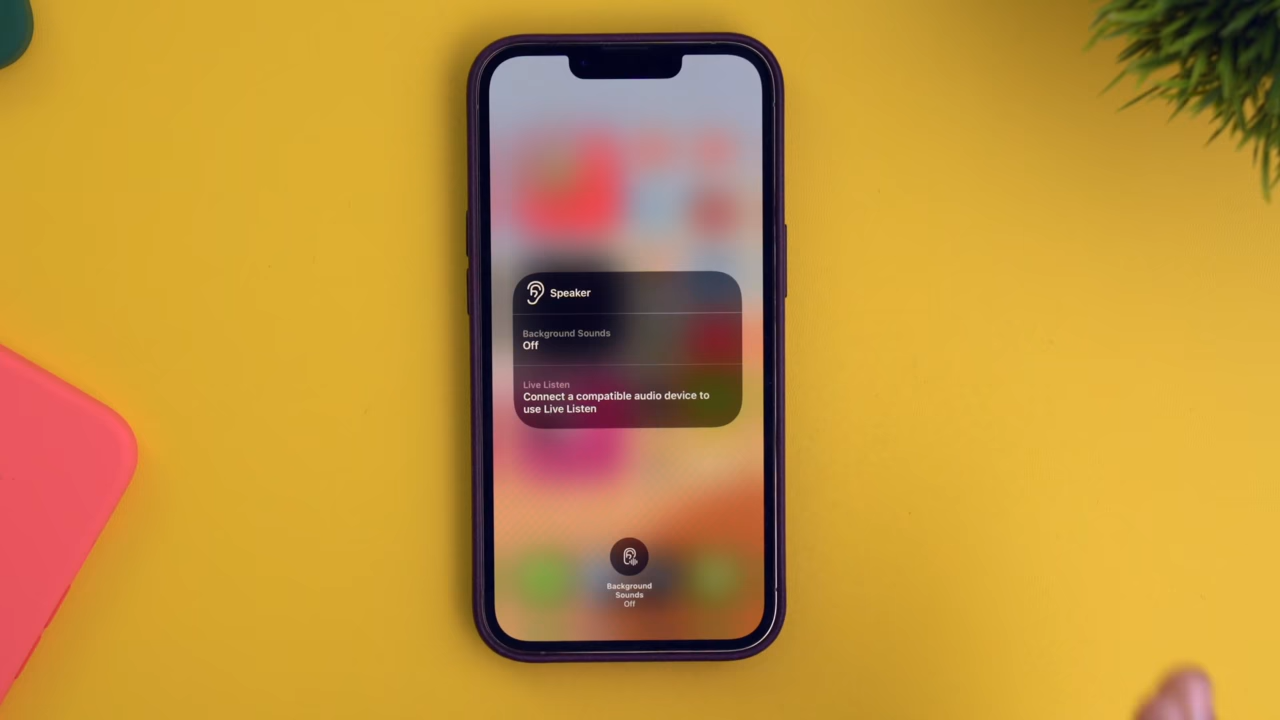 Speaker
Background Sounds
Off
Live Listen
Connect a compatible audio device to
use Live Listen
Background
Sounds
Off